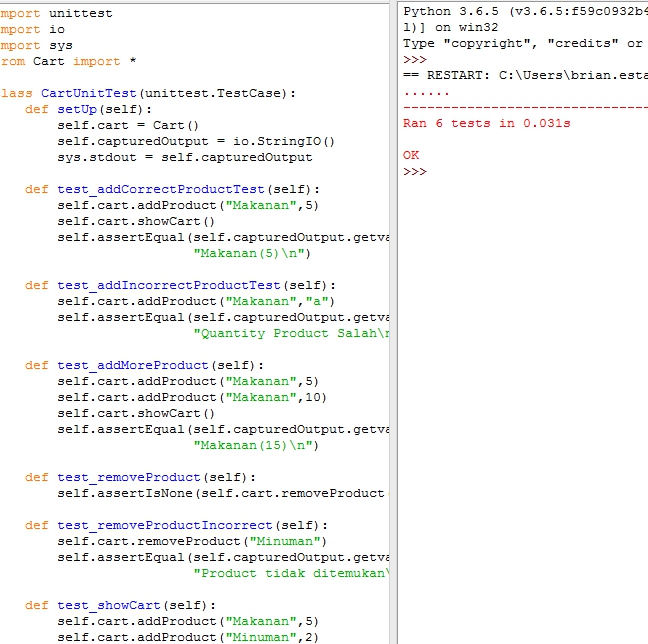 mport unittest
mport io
mport sys
rom Cart import *
lass CartUnitTest(unittest.TestCase):
    def setUp(self):
        self.cart = Cart()
        self.capturedOutput = io.StringIO()
        sys.stdout = self.capturedOutput
    def test_addCorrectProductTest(self):
        self.cart.addProduct("Makanan",5)
        self.cart.showCart()
        self.assertEqual(self.capturedOutput.getva
                         "Makanan(5)\n")
    def test_addIncorrectProductTest(self):
        self.cart.addProduct("Makanan","a")
        self.assertEqual(self.capturedOutput.getva
                         "Quantity Product Salah\n
    def test_addMoreProduct(self):
        self.cart.addProduct("Makanan",5)
        self.cart.addProduct("Makanan",10)
        self.cart.showCart()
        self.assertEqual(self.capturedOutput.getva
                         "Makanan(15)\n")
    def test_removeProduct(self):
        self.assertIsNone(self.cart.removeProduct
    def test_removeProductIncorrect(self):
        self.cart.removeProduct("Minuman")
        self.assertEqual(self.capturedOutput.getva
                         "Product tidak ditemukan\
    def test_showCart(self):
        self.cart.addProduct("Makanan",5)
        self.cart.addProduct("Minuman",2)
Python 3.6.5 (v3.6.5:f59c0932b4
1)] on win32
Type "copyright", "credits" or
>>>
== RESTART: C:\Users\brian.esta
......
----------------------------------------------------------------------
Ran 6 tests in 0.031s
OK
>>>